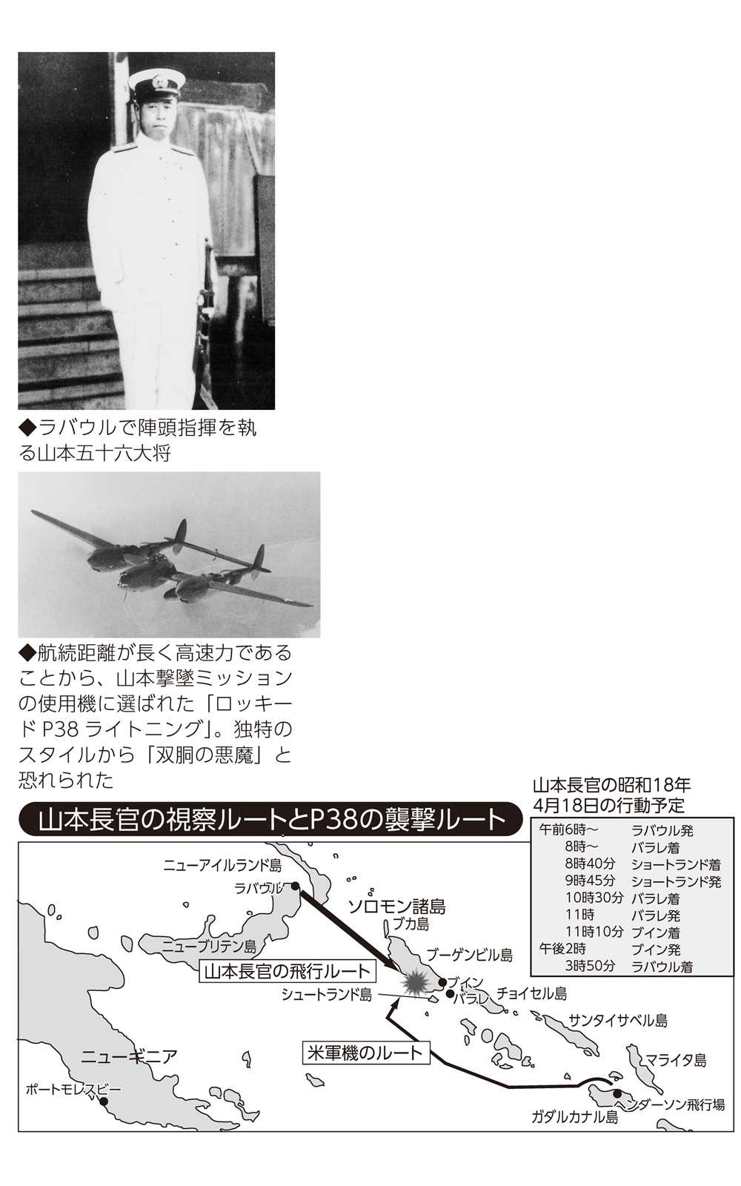 ◆ラバウルで陣頭指揮を執
る山本五十六大将
◆航続距離が長く高速力である
ことから、山本撃墜ミッション
の使用機に選ばれた「ロッキー
ド P38 ライトニング」。独特の
スタイルから「双胴の悪魔」と
恐れられた
山本長官の昭和18年
4月18日の行動予定
午前6時〜 ラバウル発
8時〜 バラレ着
8時40分 ショートランド着
9時45分 ショートランド発
10時30分 バラレ着
11時 バラレ発
11時10分 ブイン着
午後2時 ブイン発
3時50分 ラバウル着
山本長官の視察ルートとP38の襲撃ルート
ニューアイルランド島
ラバウル
ソロモン諸島
ブカ島
ニューブリテン島
ブーゲンビル島
山本長官の飛行ルート
ブイン
シュートランド島
バラレ
チョイセル島
サンタイサベル島
米軍機のルート
ニューギニア
マライタ島
ポートモレスビー
ヘンダーソン飛行場
ガダルカナル島